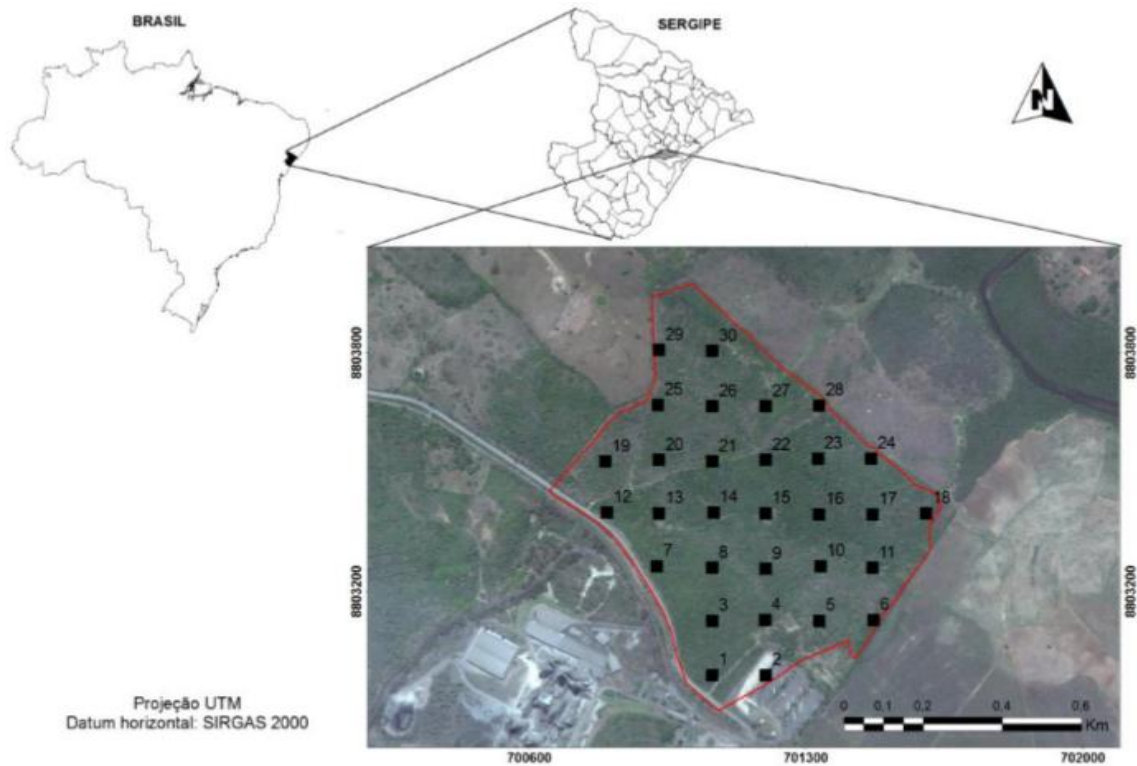 BRASIL
SERGIPE
N
8803800
8803800
29 30
25 26 27 28
19 20 21 22 23 24
12 13 14 15 16 17 18
7 8 9 10 11
8803200
8803200
3 4 5 6
1 2
Projeção UTM
Datum horizontal: SIRGAS 2000
0 0,1 0,2 0,4 0,6
Km
700600 701300 702000